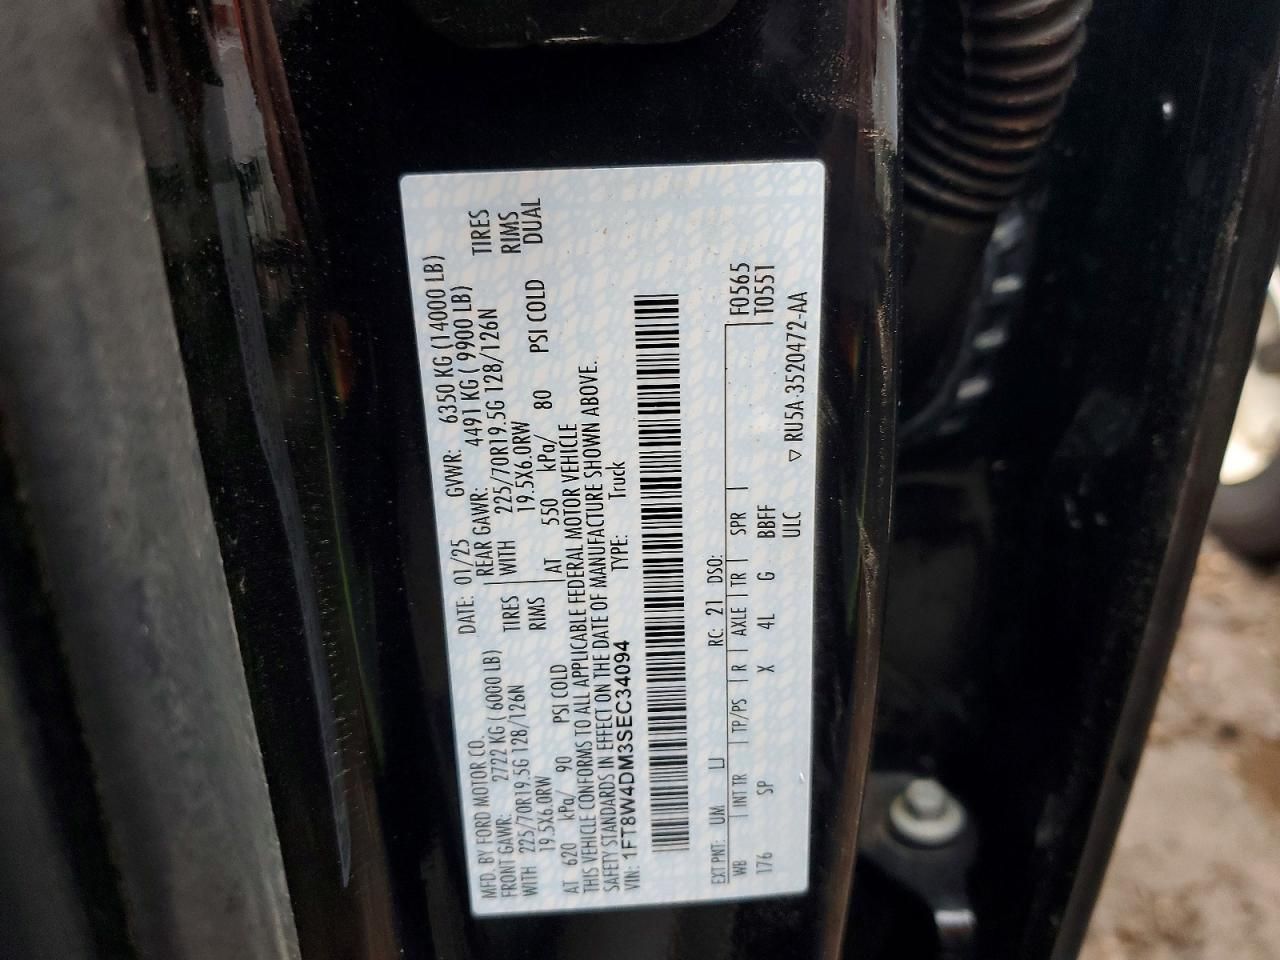 MFD. BY FORD MOTOR CO. DATE: 01/25 GVWR: 6350 KG (14000 LB)
FRONT GAWR: 2722 KG ( 6000 LB) REAR GAWR: 4491 KG ( 9900 LB)
WITH 225/70R19.5G 128/126N TIRES WITH 225/70R19.5G 128/126N TIRES
19.5X6.0RW RIMS 19.5X6.0RW RIMS
AT 620 kPa/ 90 PSI COLD AT 550 kPa/ 80 PSI COLD DUAL
THIS VEHICLE CONFORMS TO ALL APPLICABLE FEDERAL MOTOR VEHICLE
SAFETY STANDARDS IN EFFECT ON THE DATE OF MANUFACTURE SHOWN ABOVE.
VIN: 1FT8W4DM3SEC34094 TYPE: Truck
EXT PNT: UM LJ RC: 21 DSO: F0565
WB INT TR TP/PS R AXLE TR SPR T0551
176 SP X 4L G BBFF
ULC ▽ RU5A-3520472-AA